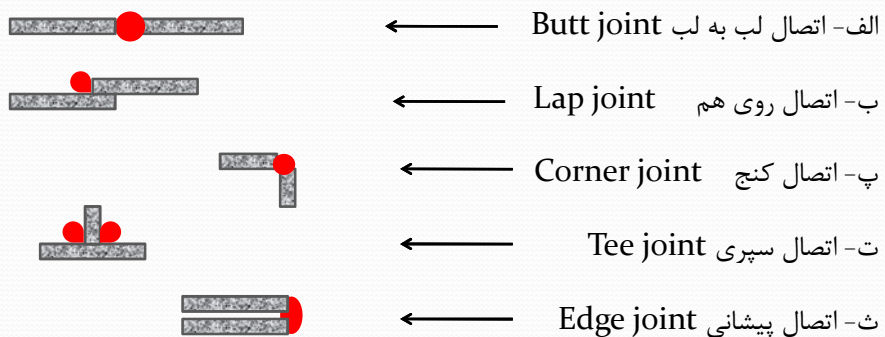 الف- اتصال لب به لب Butt joint
ب- اتصال روی هم Lap joint
پ- اتصال کنج Corner joint
ت- اتصال سپری Tee joint
ث- اتصال پیشانی Edge joint